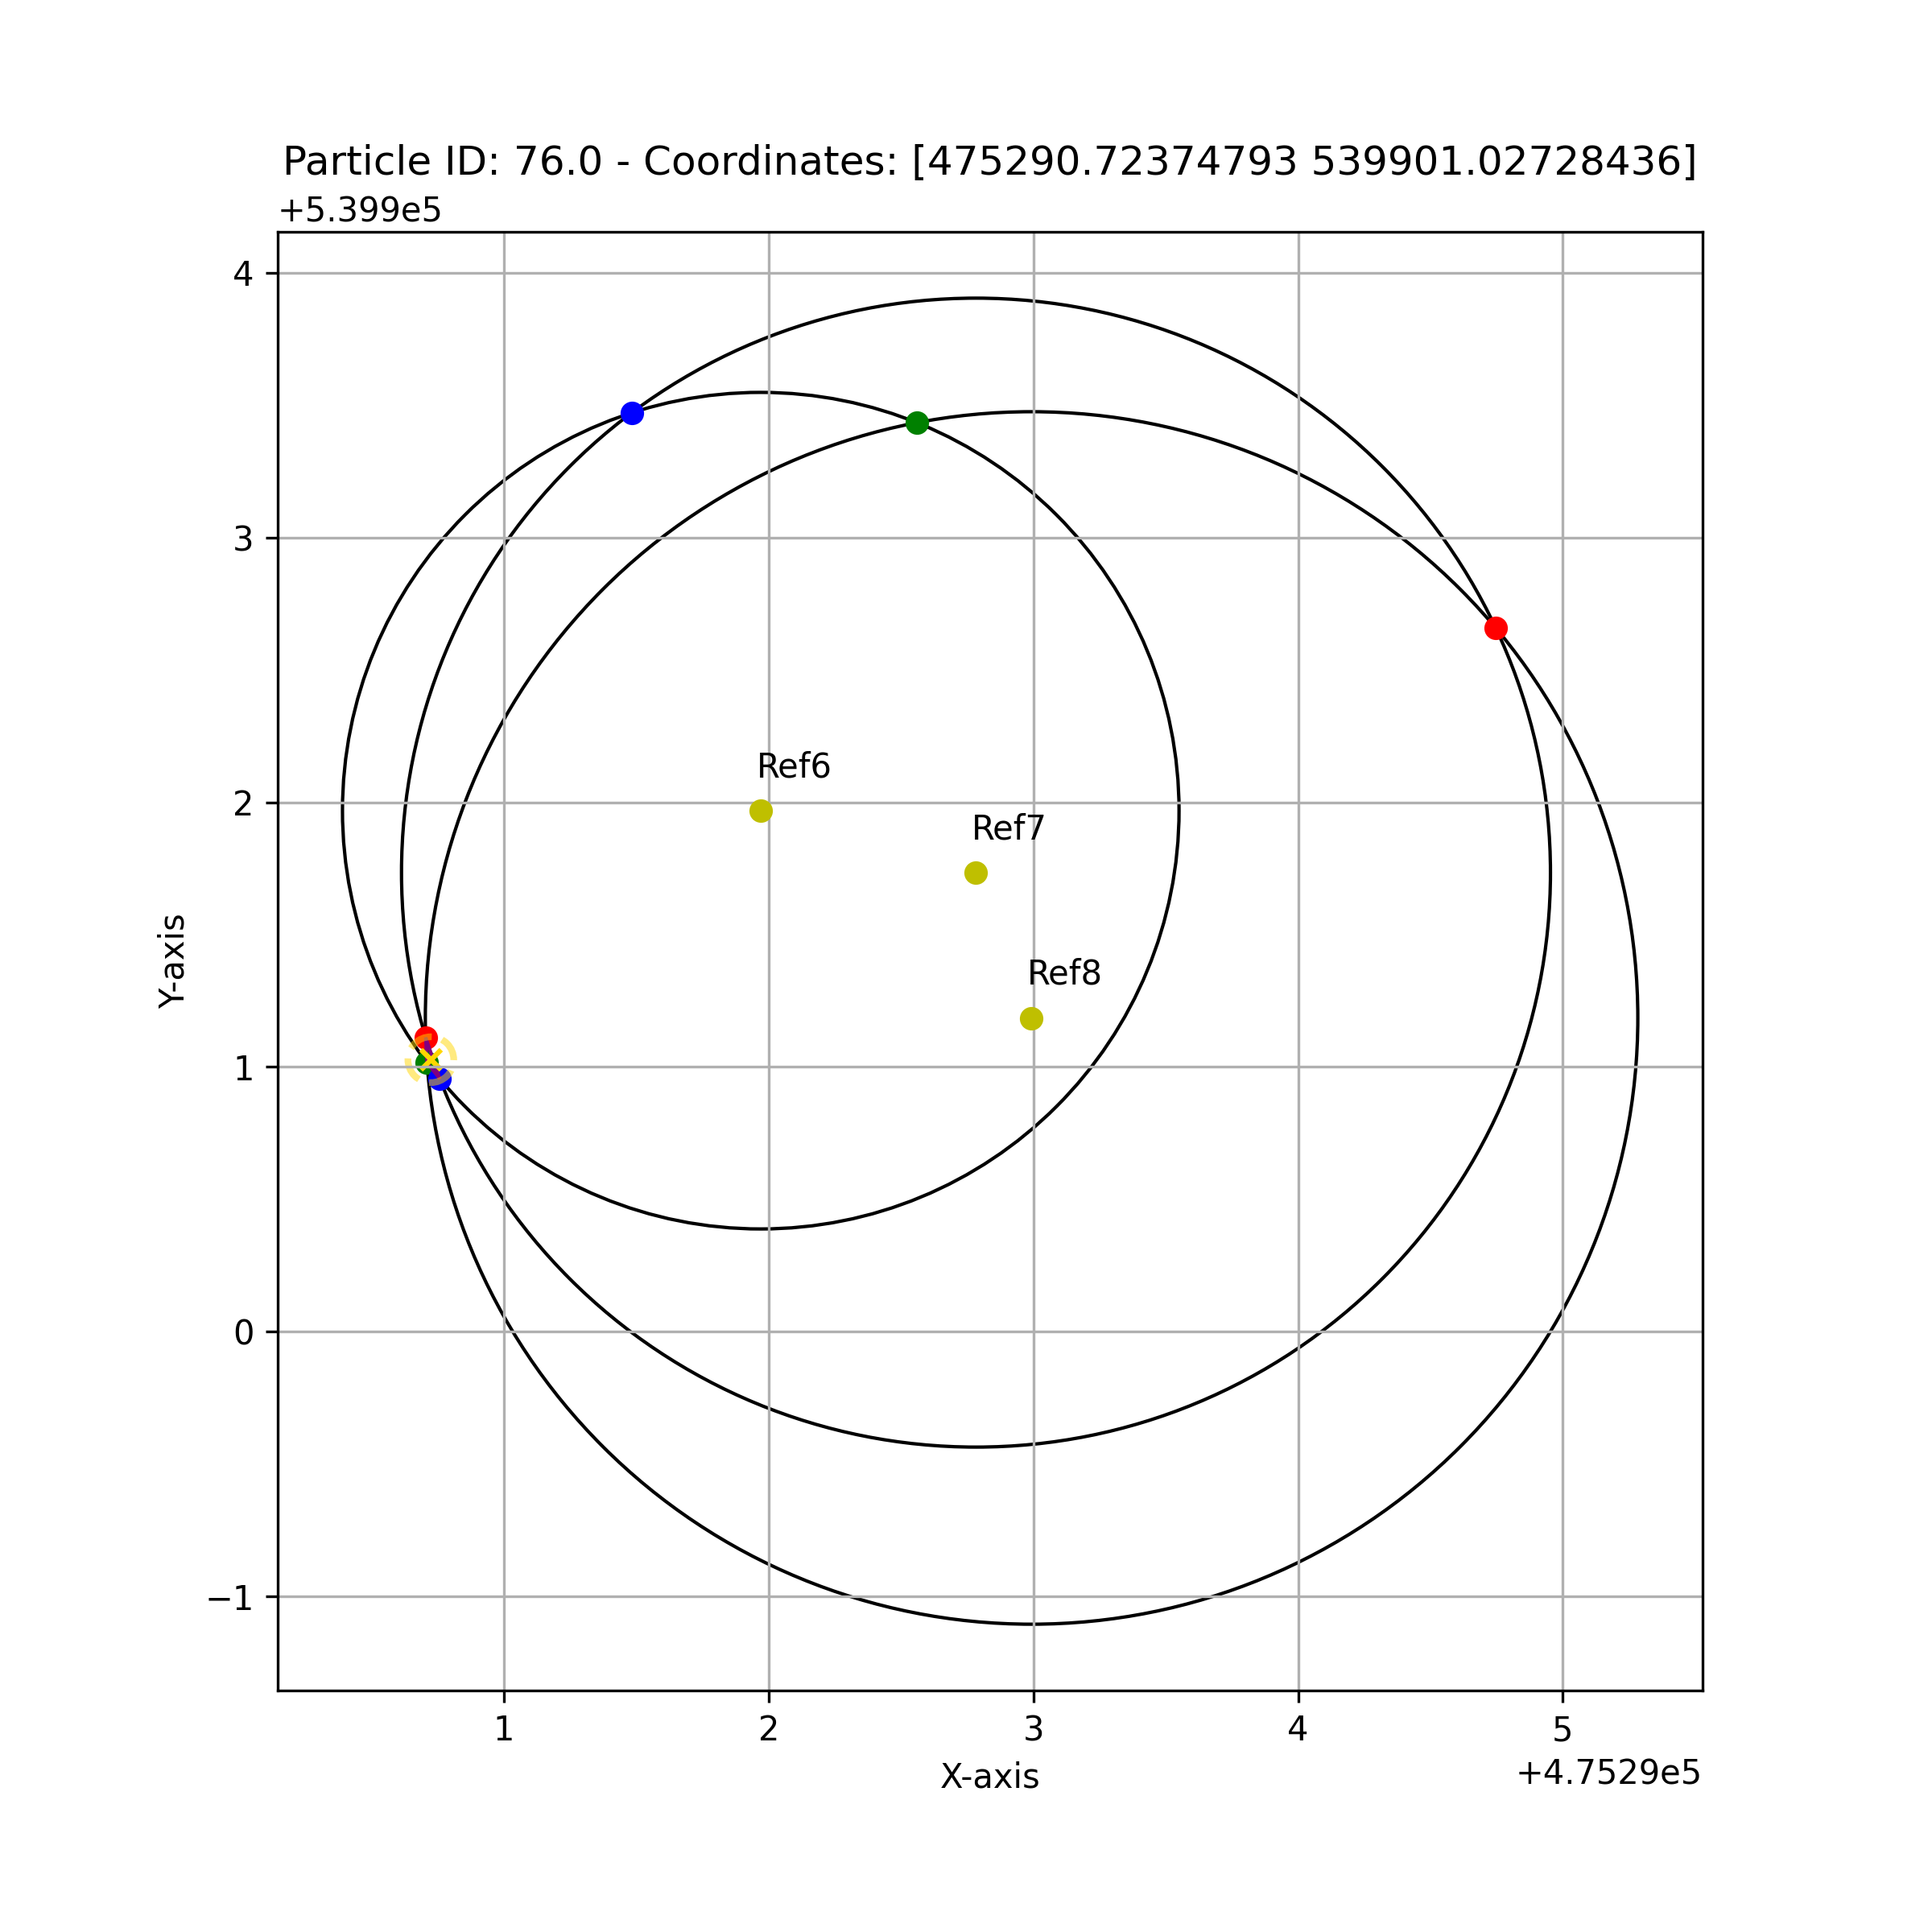 Particle ID: 76.0 - Coordinates: [475290.72374793 539901.02728436]
+5.399e5
4
3
2
1
0
−1
Y-axis
Ref6
Ref7
Ref8
1 2 3 4 5
X-axis
+4.7529e5